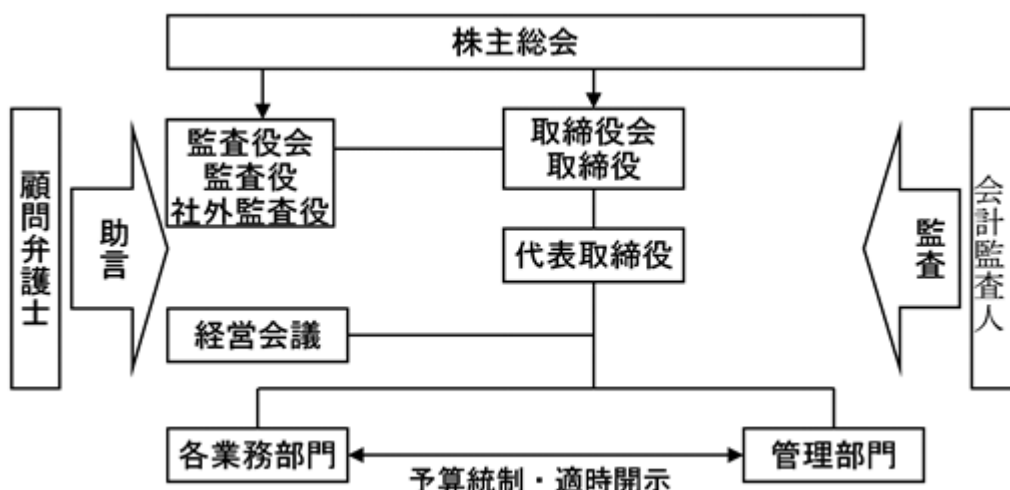 株主総会
監査役会
監査役
社外監査役
取締役会
取締役
顧問弁護士
助言
代表取締役
監査
会計監査人
経営会議
各業務部門
管理部門
予算統制・適時開示